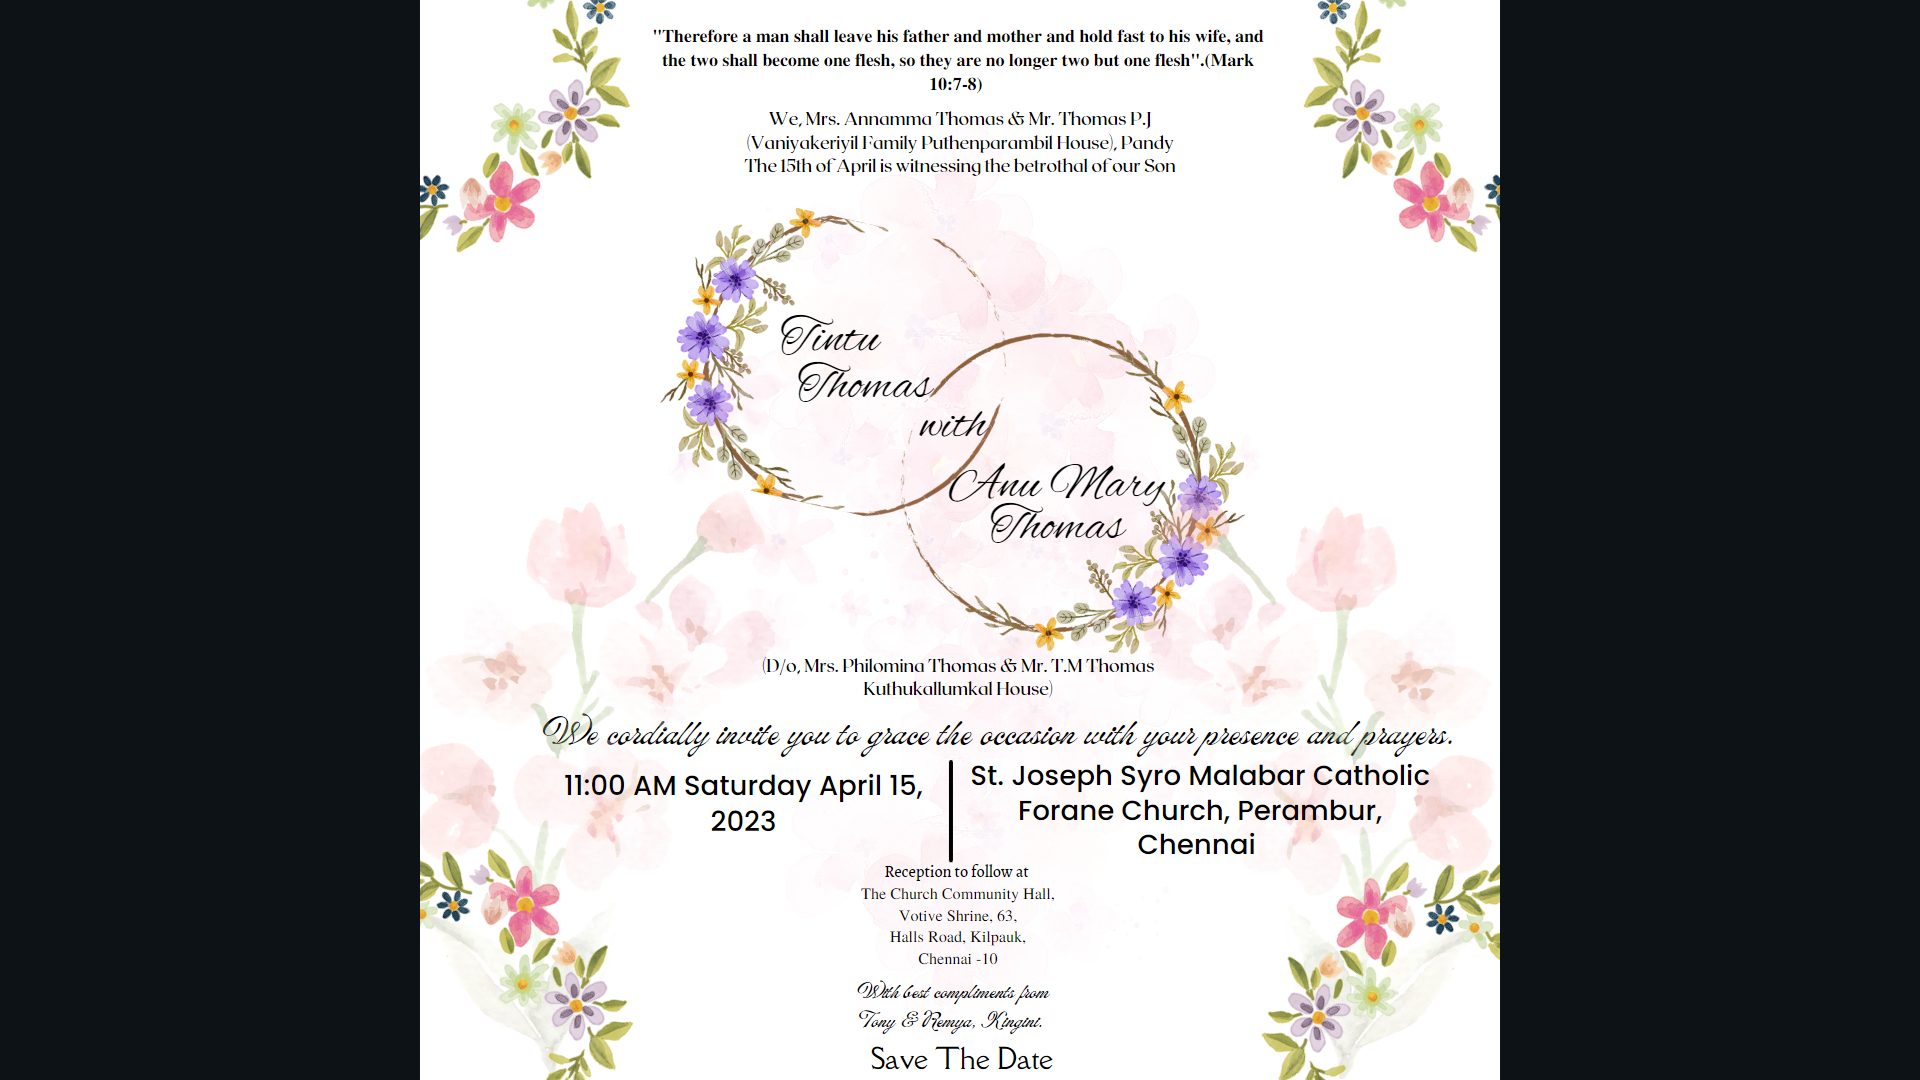 "Therefore a man shall leave his father and mother and hold fast to his wife, and
the two shall become one flesh, so they are no longer two but one flesh".(Mark
10:7-8)
We, Mrs. Annamma Thomas & Mr. Thomas P.J
(Vaniyakeriyil Family Puthenparambil House), Pandy
The 15th of April is witnessing the betrothal of our Son
Tintu
Thomas
with
Anu Mary
Thomas
(D/o, Mrs. Philomina Thomas & Mr. T.M Thomas
Kuthukallumkal House)
We cordially invite you to grace the occasion with your presence and prayers.
11:00 AM Saturday April 15,
2023
St. Joseph Syro Malabar Catholic
Forane Church, Perambur,
Chennai
Reception to follow at
The Church Community Hall,
Votive Shrine, 63,
Halls Road, Kilpauk,
Chennai -10
With best compliments from
Tony & Remya, Kingini.
Save The Date